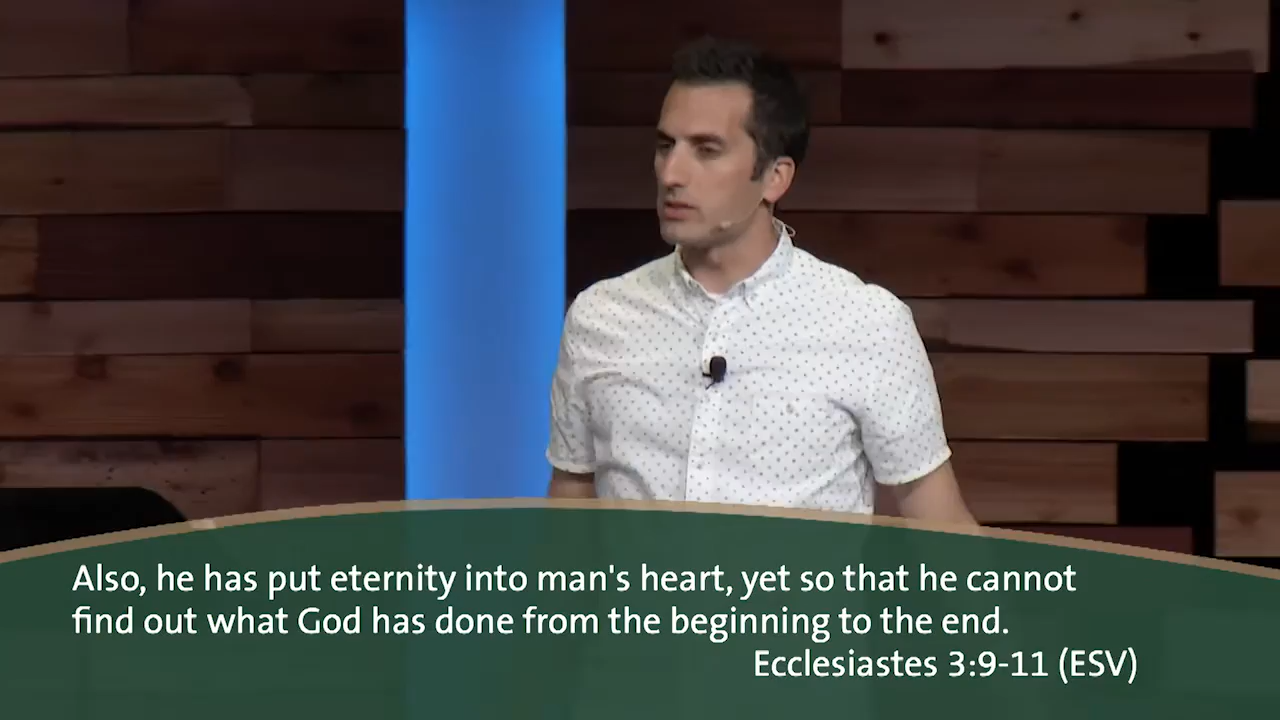 Also, he has put eternity into man's heart, yet so that he cannot
find out what God has done from the beginning to the end.
Ecclesiastes 3:9-11 (ESV)